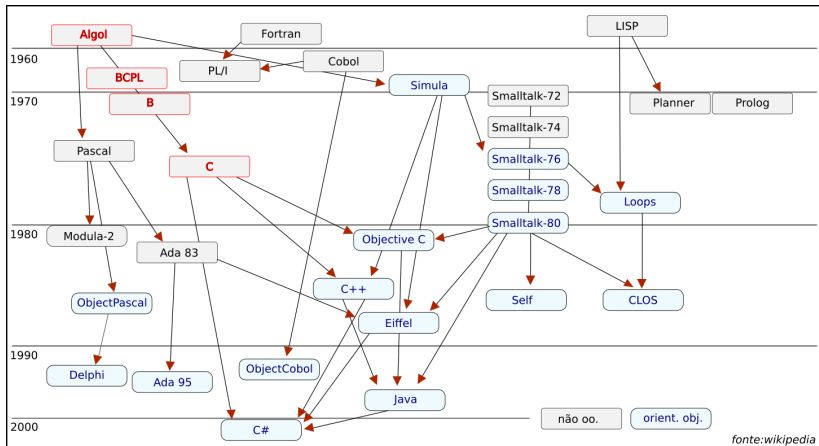 Algol
Fortran
LISP
1960
PL/I
Cobol
BCPL
Simula
1970
B
Smalltalk-72
Planner
Prolog
Smalltalk-74
Pascal
C
Smalltalk-76
Smalltalk-78
Loops
1980
Smalltalk-80
Modula-2
Objective C
Ada 83
C++
Self
CLOS
ObjectPascal
Eiffel
1990
ObjectCobol
Delphi
Ada 95
Java
2000
C#
não oo.
orient. obj.
fonte:wikipedia